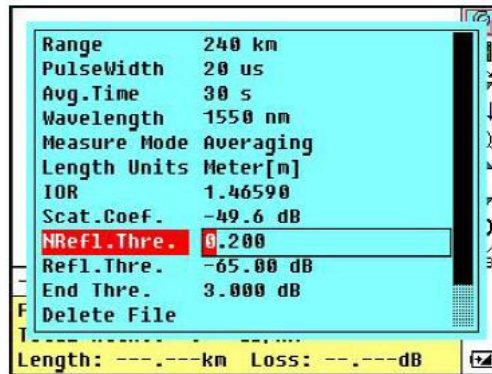 Range 240 km
PulseWidth 20 us
Avg.Time 30 s
Wavelength 1550 nm
Measure Mode Averaging
Length Units Meter[m]
IOR 1.46590
Scat.Coef. -49.6 dB
NRefl.Thre. 0.200
Refl.Thre. -65.00 dB
End Thre. 3.000 dB
Delete File
Length: ---.---km Loss: --.---dB